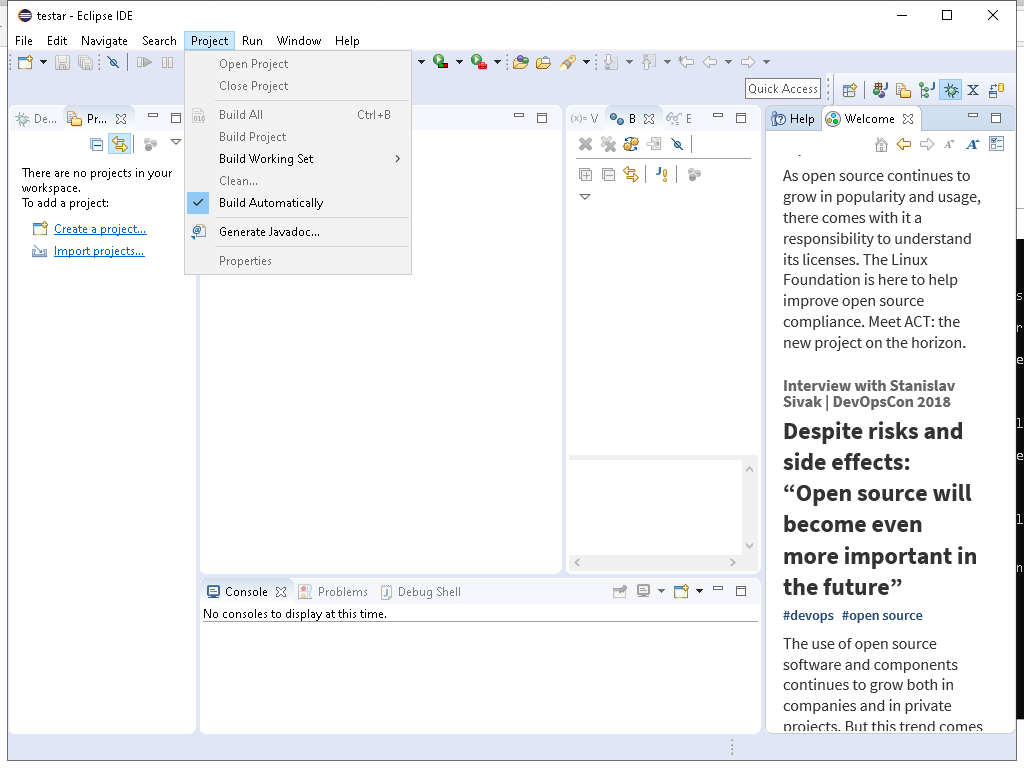 testar - Eclipse IDE
File Edit Navigate Search Project Run Window Help
Open Project
Close Project
Build All Ctrl+B
Build Project
Build Working Set
Clean...
Build Automatically
Generate Javadoc...
Properties
Quick Access
De...
Pr...
There are no projects in your
workspace.
To add a project:
Create a project...
Import projects...
(x)= V
B
E
Console
Problems
Debug Shell
No consoles to display at this time.
Help
Welcome
As open source continues to
grow in popularity and usage,
there comes with it a
responsibility to understand
its licenses. The Linux
Foundation is here to help
improve open source
compliance. Meet ACT: the
new project on the horizon.
Interview with Stanislav
Sivak | DevOpsCon 2018
Despite risks and
side effects:
“Open source will
become even
more important in
the future”
#devops #open source
The use of open source
software and components
continues to grow both in
companies and in private
projects. But this trend comes